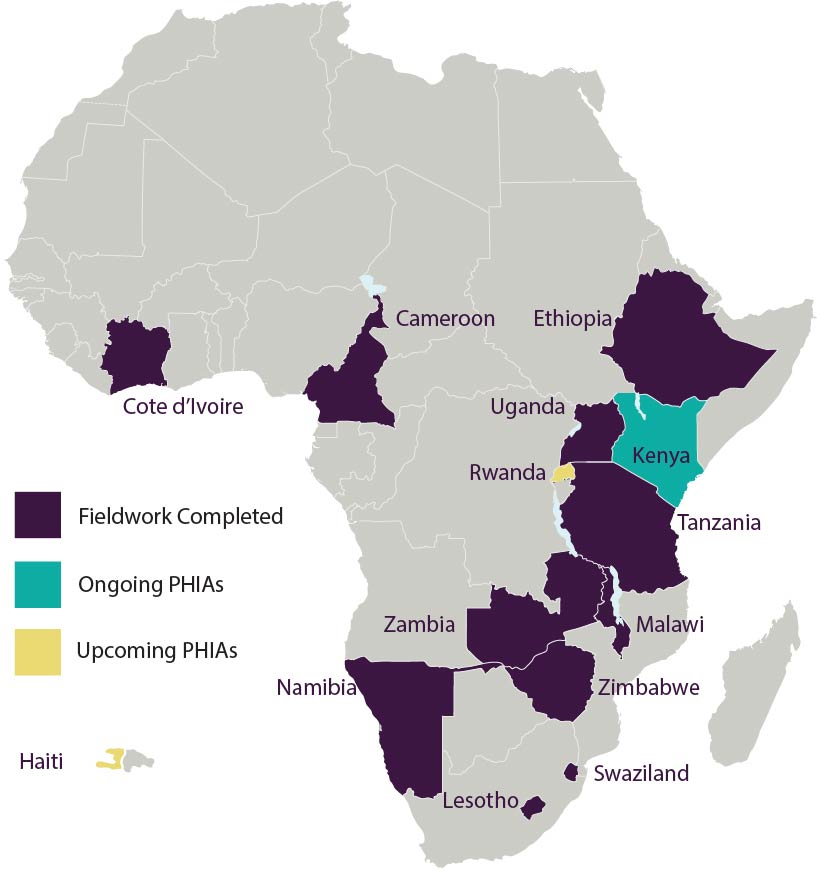 Cameroon
Ethiopia
Cote d'Ivoire
Uganda
Kenya
Rwanda
Fieldwork Completed
Tanzania
Ongoing PHIAs
Zambia
Malawi
Upcoming PHIAs
Namibia
Zimbabwe
Haiti
Swaziland
Lesotho